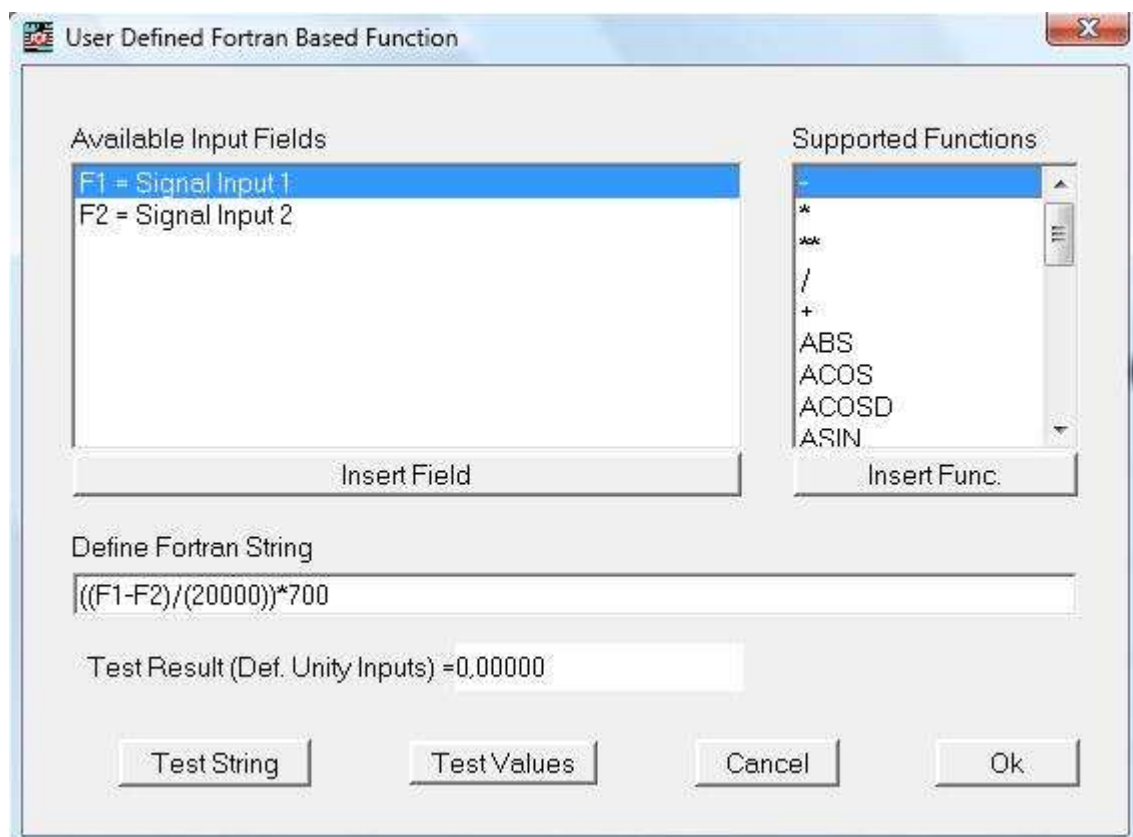 User Defined Fortran Based Function
Available Input Fields
F1 = Signal Input 1
F2 = Signal Input 2
Insert Field
Supported Functions
-
*
**
/
+
ABS
ACOS
ACOSD
ASIN
Insert Func.
Define Fortran String
((F1-F2)/(20000))*700
Test Result (Def. Unity Inputs) =0,00000
Test String
Test Values
Cancel
Ok